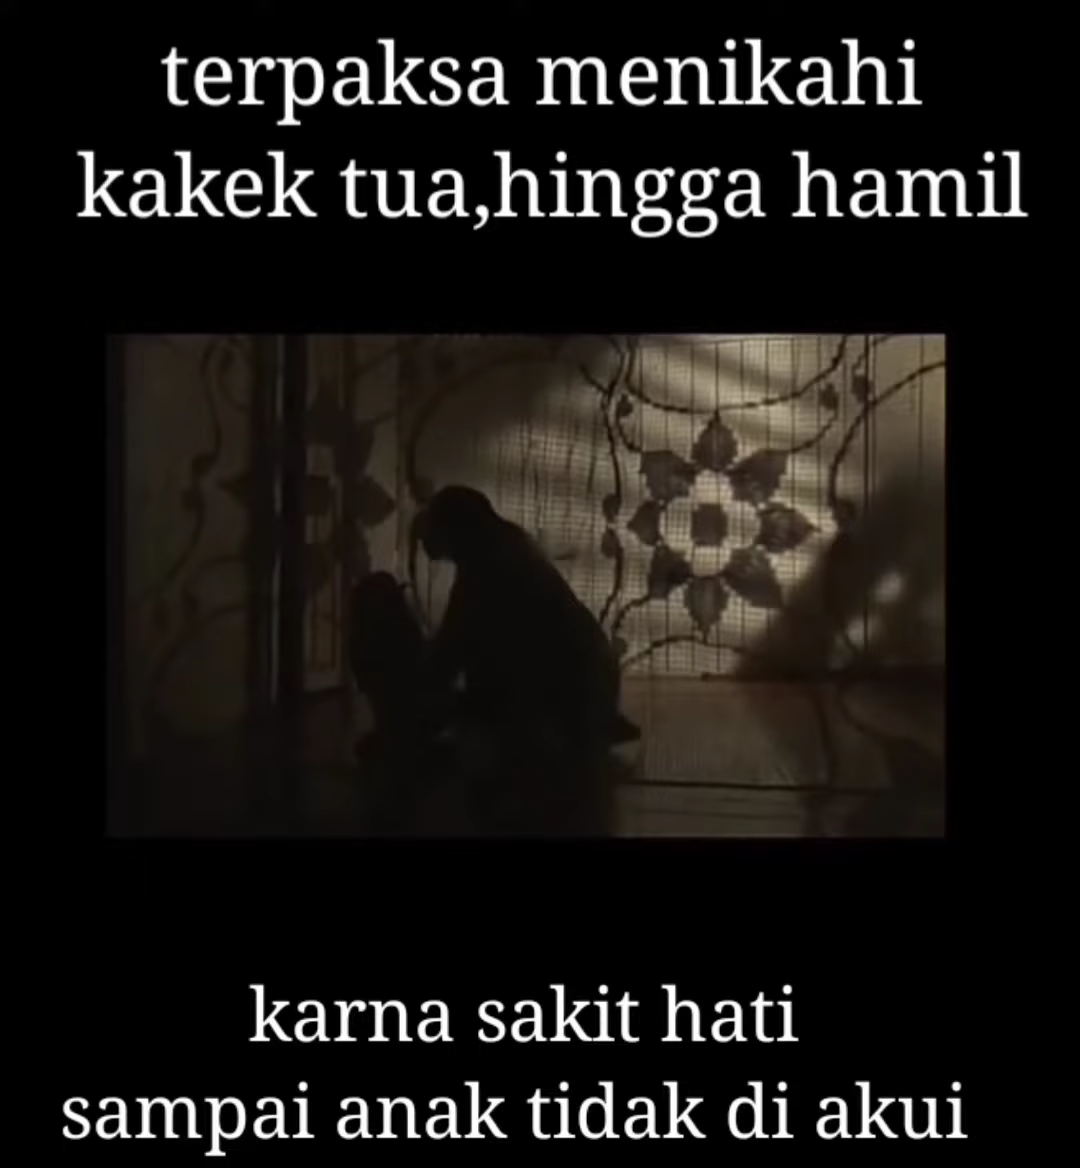 terpaksa menikahi
kakek tua,hingga hamil
karna sakit hati
sampai anak tidak di akui